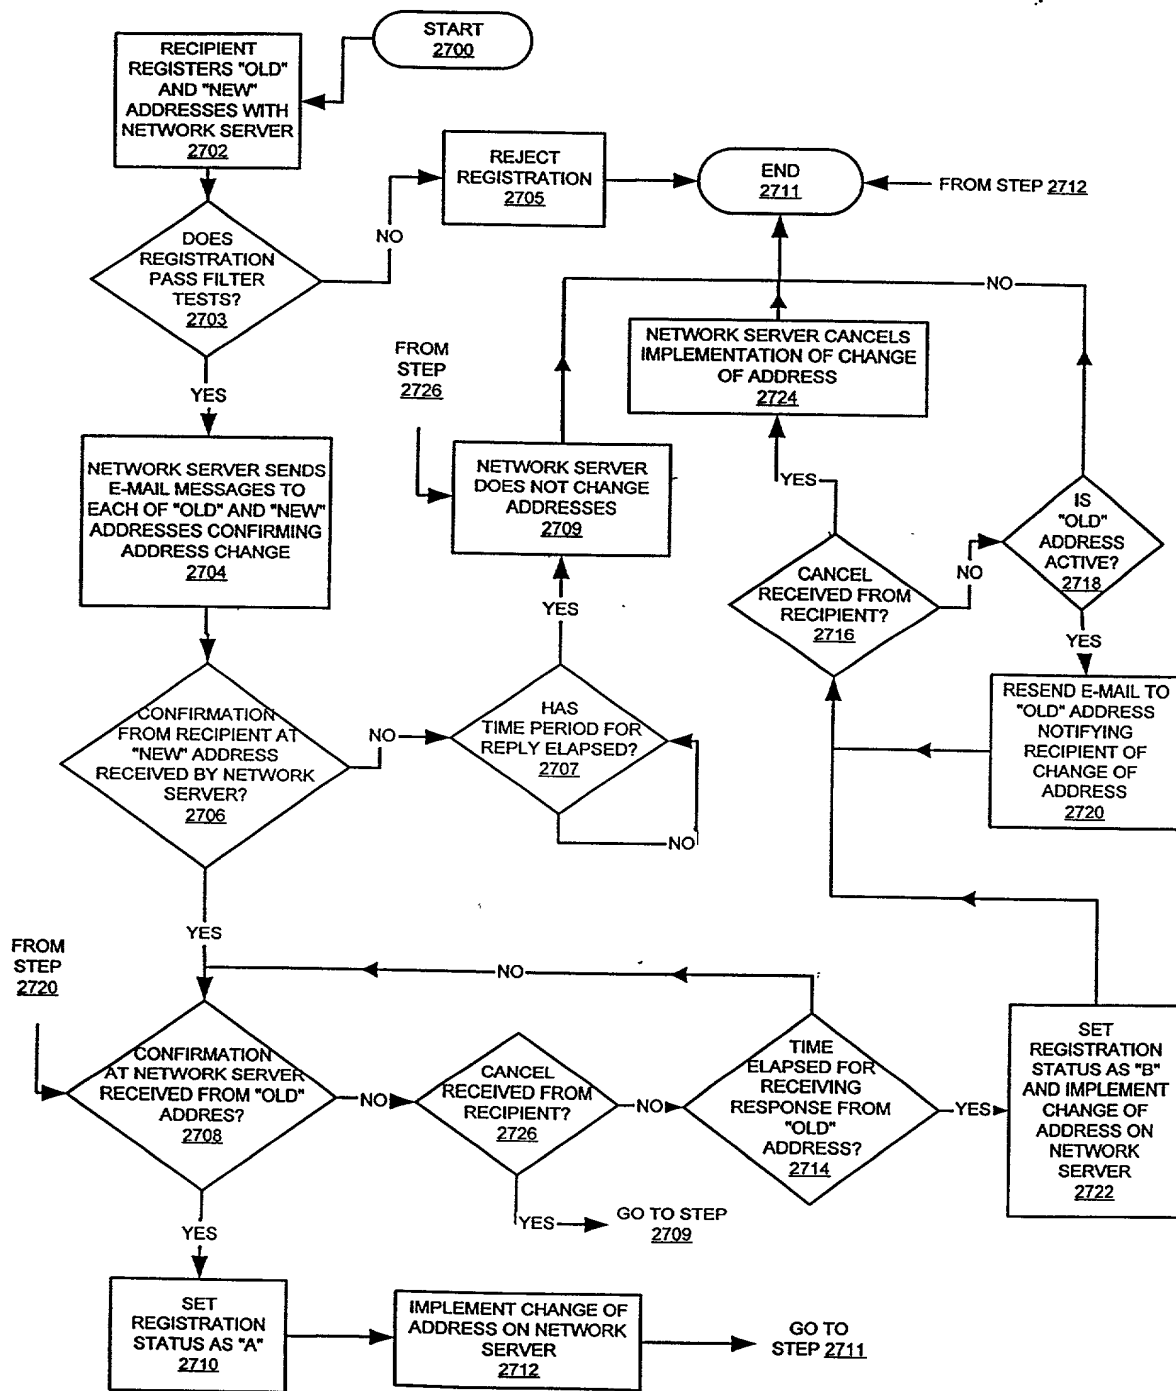 START
2700
RECIPIENT
REGISTERS "OLD"
AND "NEW"
ADDRESSES WITH
NETWORK SERVER
2702
REJECT
REGISTRATION
2705
END
2711
FROM STEP 2712
NO
DOES
REGISTRATION
PASS FILTER
TESTS?
2703
YES
FROM
STEP
2726
NO
NETWORK SERVER CANCELS
IMPLEMENTATION OF CHANGE
OF ADDRESS
2724
NETWORK SERVER SENDS
E-MAIL MESSAGES TO
EACH OF "OLD" AND "NEW"
ADDRESSES CONFIRMING
ADDRESS CHANGE
2704
NETWORK SERVER
DOES NOT CHANGE
ADDRESSES
2709
YES
IS
"OLD"
ADDRESS
ACTIVE?
2718
CANCEL
RECEIVED FROM
RECIPIENT?
2716
NO
YES
YES
CONFIRMATION
FROM RECIPIENT AT
"NEW" ADDRESS
RECEIVED BY NETWORK
SERVER?
2706
NO
HAS
TIME PERIOD FOR
REPLY ELAPSED?
2707
NO
RESEND E-MAIL TO
"OLD" ADDRESS
NOTIFYING
RECIPIENT OF
CHANGE OF
ADDRESS
2720
YES
FROM
STEP
2720
NO
CONFIRMATION
AT NETWORK SERVER
RECEIVED FROM "OLD"
ADDRES?
2708
NO
CANCEL
RECEIVED FROM
RECIPIENT?
2726
NO
TIME
ELAPSED FOR
RECEIVING
RESPONSE FROM
"OLD"
ADDRESS?
2714
YES
SET
REGISTRATION
STATUS AS "B"
AND IMPLEMENT
CHANGE OF
ADDRESS ON
NETWORK
SERVER
2722
YES
YES
GO TO STEP
2709
SET
REGISTRATION
STATUS AS "A"
2710
IMPLEMENT CHANGE OF
ADDRESS ON NETWORK
SERVER
2712
GO TO
STEP 2711